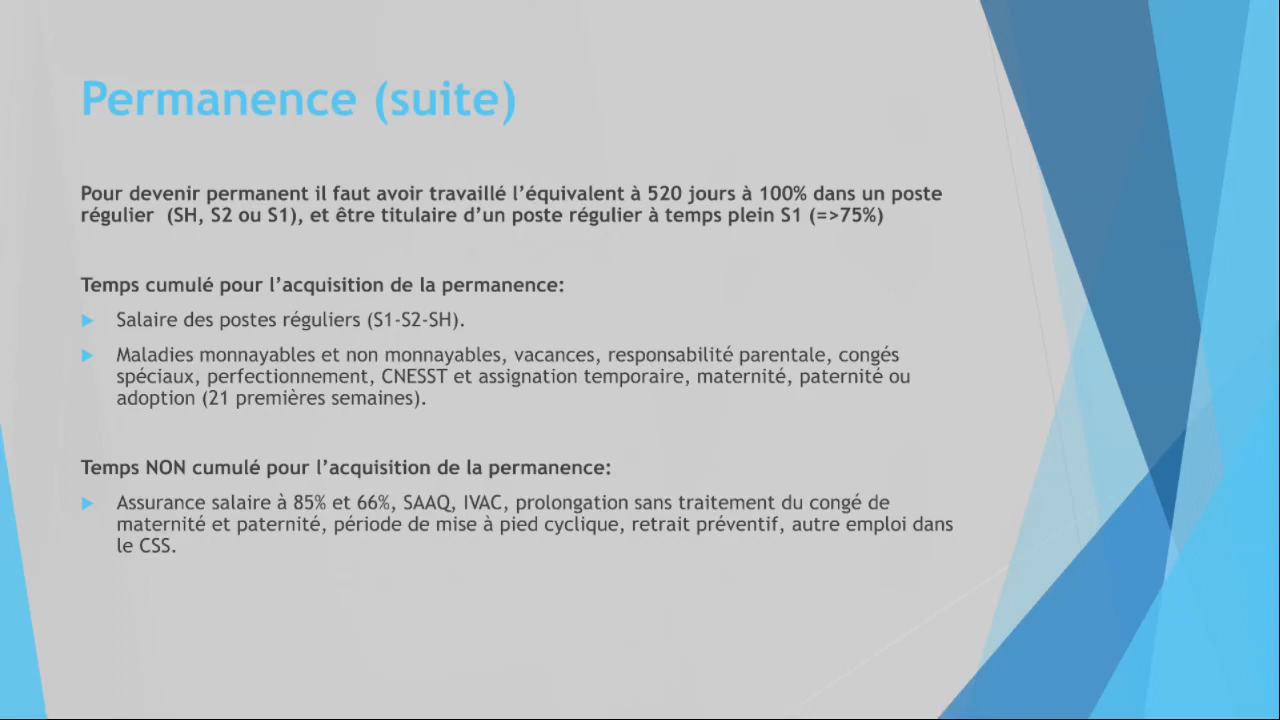 Permanence (suite)
Pour devenir permanent il faut avoir travaillé l’équivalent à 520 jours à 100% dans un poste
régulier (SH, S2 ou S1), et être titulaire d’un poste régulier à temps plein S1 (=>75%)
Temps cumulé pour l’acquisition de la permanence:
Salaire des postes réguliers (S1-S2-SH).
Maladies monnayables et non monnayables, vacances, responsabilité parentale, congés
spéciaux, perfectionnement, CNESST et assignation temporaire, maternité, paternité ou
adoption (21 premières semaines).
Temps NON cumulé pour l’acquisition de la permanence:
Assurance salaire à 85% et 66%, SAAQ, IVAC, prolongation sans traitement du congé de
maternité et paternité, période de mise à pied cyclique, retrait préventif, autre emploi dans
le CSS.